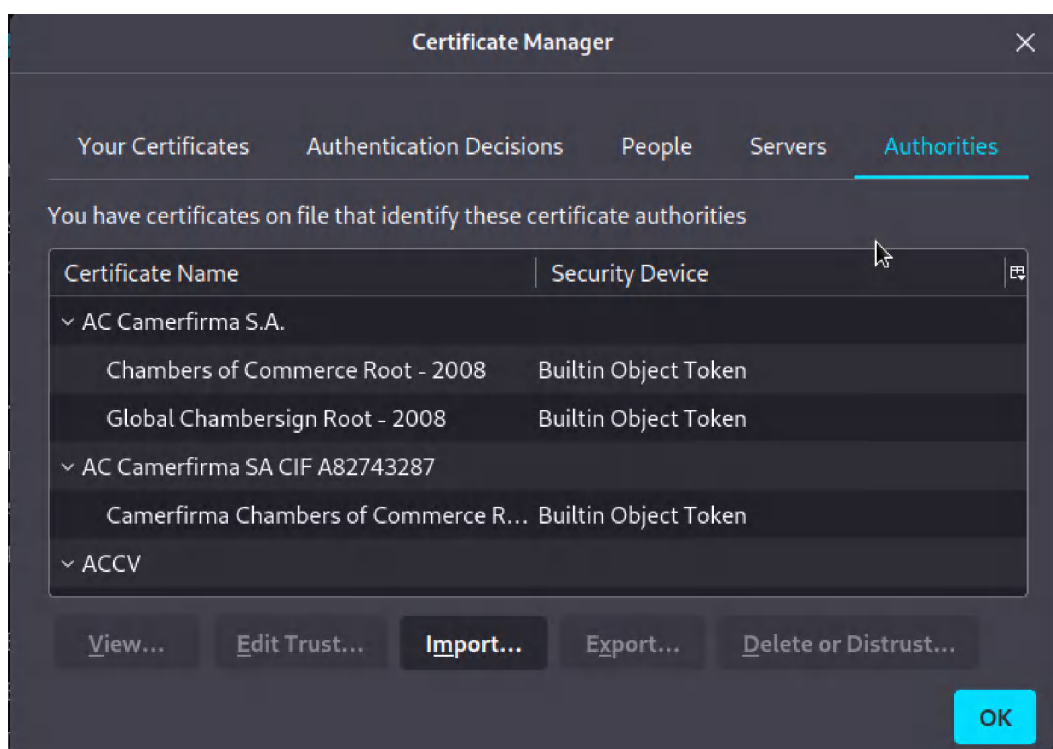 Certificate Manager
Your Certificates Authentication Decisions People Servers Authorities
You have certificates on file that identify these certificate authorities
Certificate Name Security Device
AC Camerfirma S.A.
Chambers of Commerce Root - 2008 Builtin Object Token
Global Chambersign Root - 2008 Builtin Object Token
AC Camerfirma SA CIF A82743287
Camerfirma Chambers of Commerce R... Builtin Object Token
ACCV
View... Edit Trust... Import... Export... Delete or Distrust...
OK